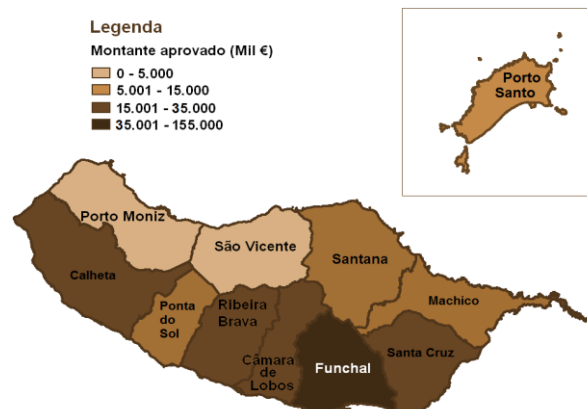 Legenda
Montante aprovado (Mil €)
0 - 5.000
5.001 - 15.000
15.001 - 35.000
35.001 - 155.000
Porto
Santo
Porto Moniz
São Vicente
Santana
Calheta
Ponta
do
Sol
Ribeira
Brava
Machico
Câmara
de
Lobos
Funchal
Santa Cruz